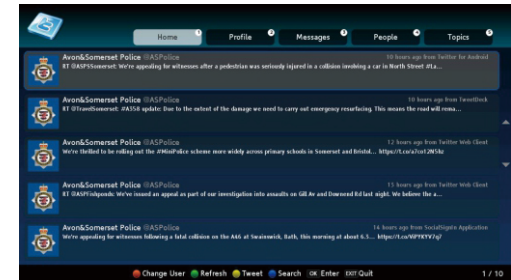 Home 1 Profile 2 Messages 3 People 4 Topics 5
Avon&Somerset Police @ASPolice 10 hours ago from Twitter for Android
RT @ASPSSomerset: We're appealing for witnesses after a pedestrian was seriously injured in a collision involving a car in North Street #La...
Avon&Somerset Police @ASPolice 10 hours ago from TweetDeck
RT @TravelSomerset: #A358 update: Due to the extent of the damage we need to carry out emergency resurfacing. This means the road will rema...
Avon&Somerset Police @ASPolice 12 hours ago from Twitter Web Client
We're thrilled to be rolling out the #MiniPolice scheme more widely across primary schools in Somerset and Bristol...
Avon&Somerset Police @ASPolice 13 hours ago from Twitter Web Client
RT @ASPFishponds: We've issued an appeal as part of our investigation into assaults on Gill Av and Downend Rd last night. We believe the a...
Avon&Somerset Police @ASPolice 14 hours ago from SocialSignIn Application
We're appealing for witnesses following a fatal collision on the A46 at Swainswick, Bath, this morning at about 6.3...
Change User Refresh Tweet Search OK Enter EXIT Quit 1 / 10